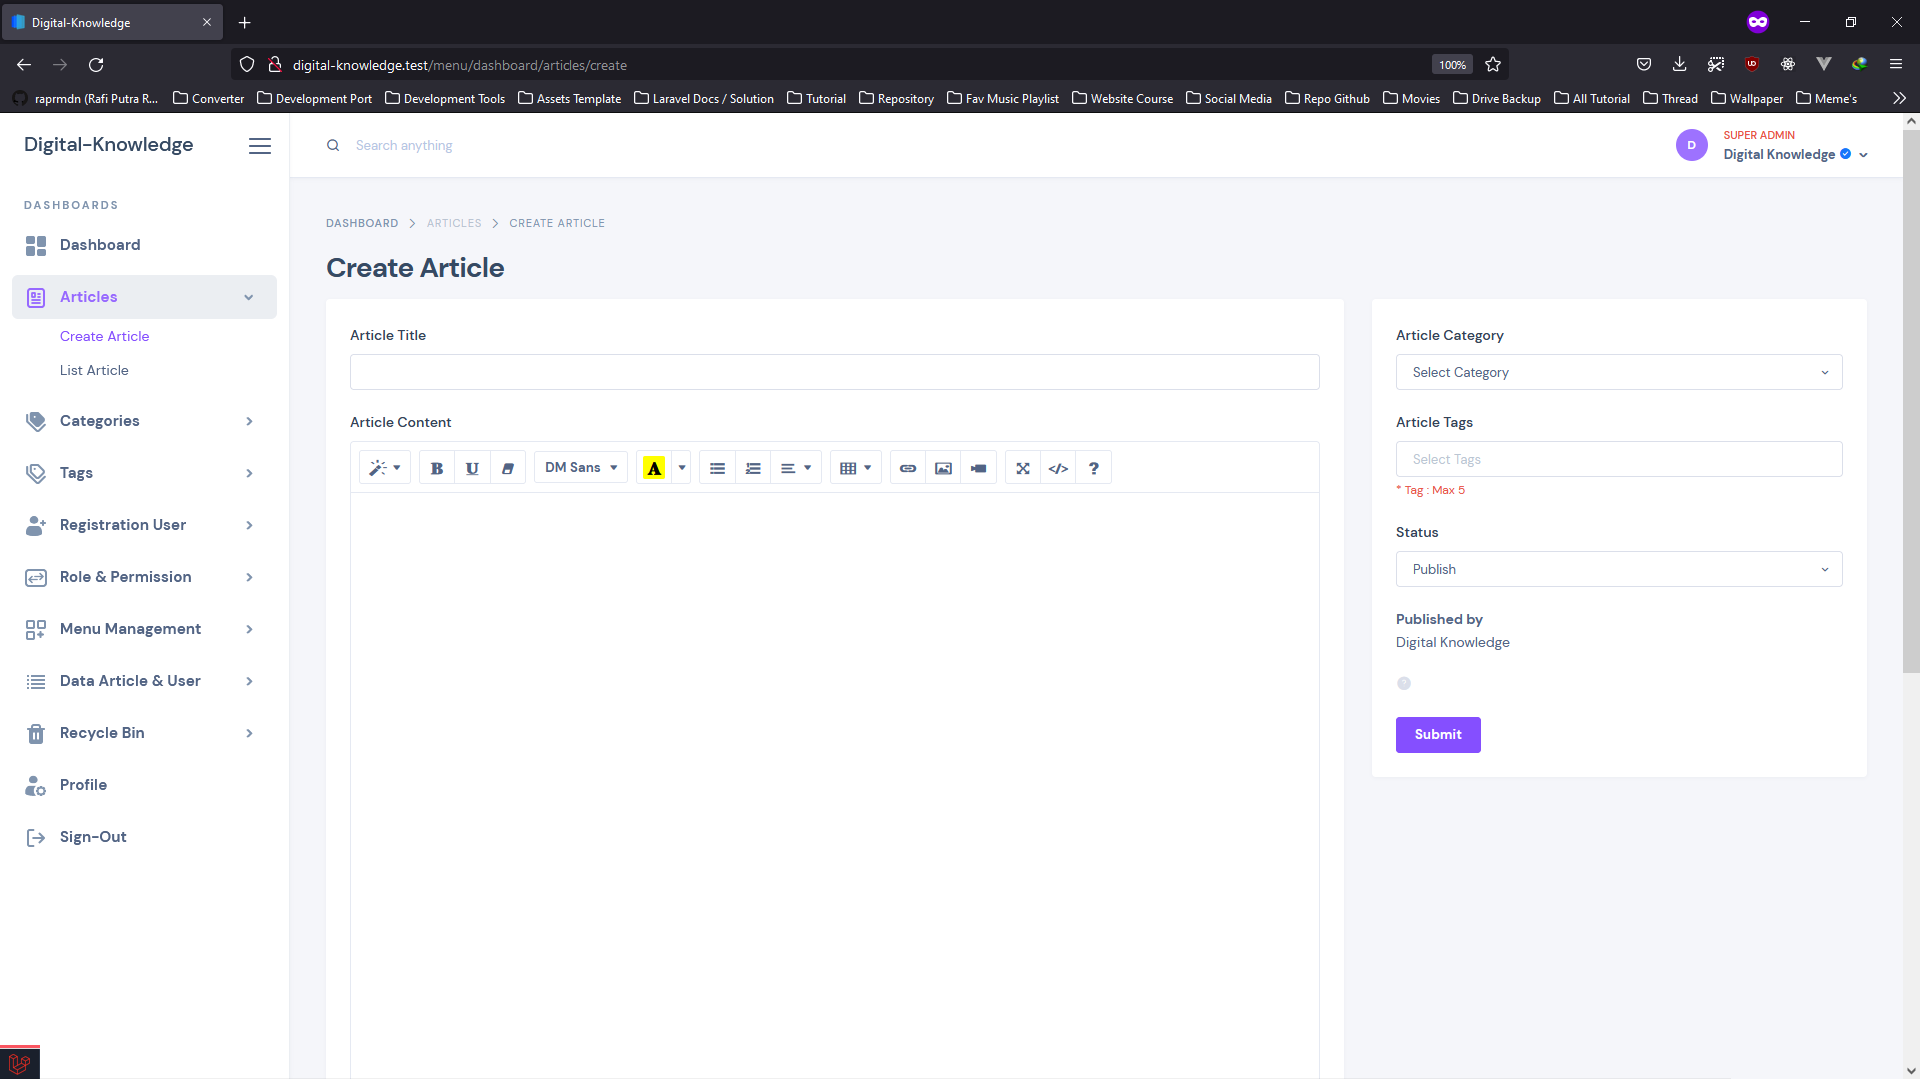 Digital-Knowledge
digital-knowledge.test/menu/dashboard/articles/create
100%
raprmdn (Rafi Putra R...
Converter
Development Port
Development Tools
Assets Template
Laravel Docs / Solution
Tutorial
Repository
Fav Music Playlist
Website Course
Social Media
Repo Github
Movies
Drive Backup
All Tutorial
Thread
Wallpaper
Meme's
Digital-Knowledge
Search anything
D
SUPER ADMIN
Digital Knowledge
DASHBOARDS
Dashboard
Articles
Create Article
List Article
Categories
Tags
Registration User
Role & Permission
Menu Management
Data Article & User
Recycle Bin
Profile
Sign-Out
DASHBOARD > ARTICLES > CREATE ARTICLE
Create Article
Article Title
Article Content
B U DM Sans A </> ?
Article Category
Select Category
Article Tags
Select Tags
* Tag : Max 5
Status
Publish
Published by
Digital Knowledge
Submit